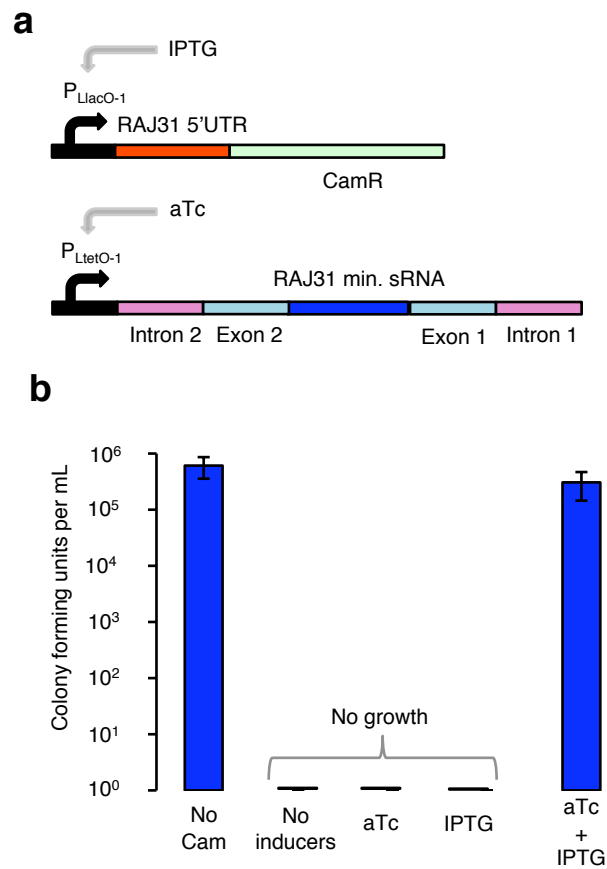 a
IPTG
PLlacO-1
RAJ31 5'UTR
CamR
aTc
PLtetO-1
RAJ31 min. sRNA
Intron 2
Exon 2
Exon 1
Intron 1
b
Colony forming units per mL
10⁶
10⁵
10⁴
10³
10²
10¹
10⁰
No growth
No
Cam
No
inducers
aTc
IPTG
aTc
+
IPTG